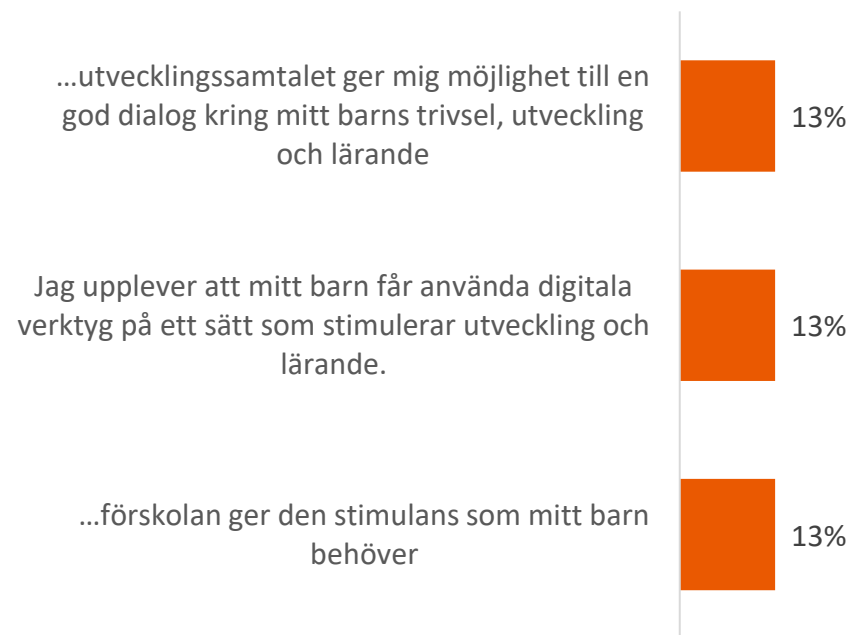 ...utvecklingssamtalet ger mig möjlighet till en
god dialog kring mitt barns trivsel, utveckling
och lärande
13%
Jag upplever att mitt barn får använda digitala
verktyg på ett sätt som stimulerar utveckling och
lärande.
13%
...förskolan ger den stimulans som mitt barn
behöver
13%